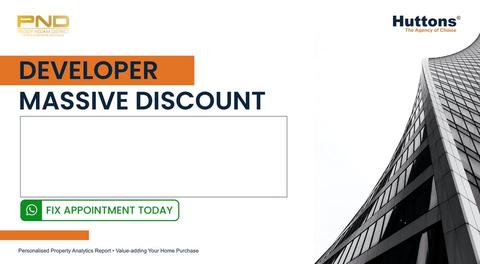 PND
Huttons®
The Agency of Choice
DEVELOPER
MASSIVE DISCOUNT
FIX APPOINTMENT TODAY
Personalised Property Analytics Report • Value-adding Your Home Purchase